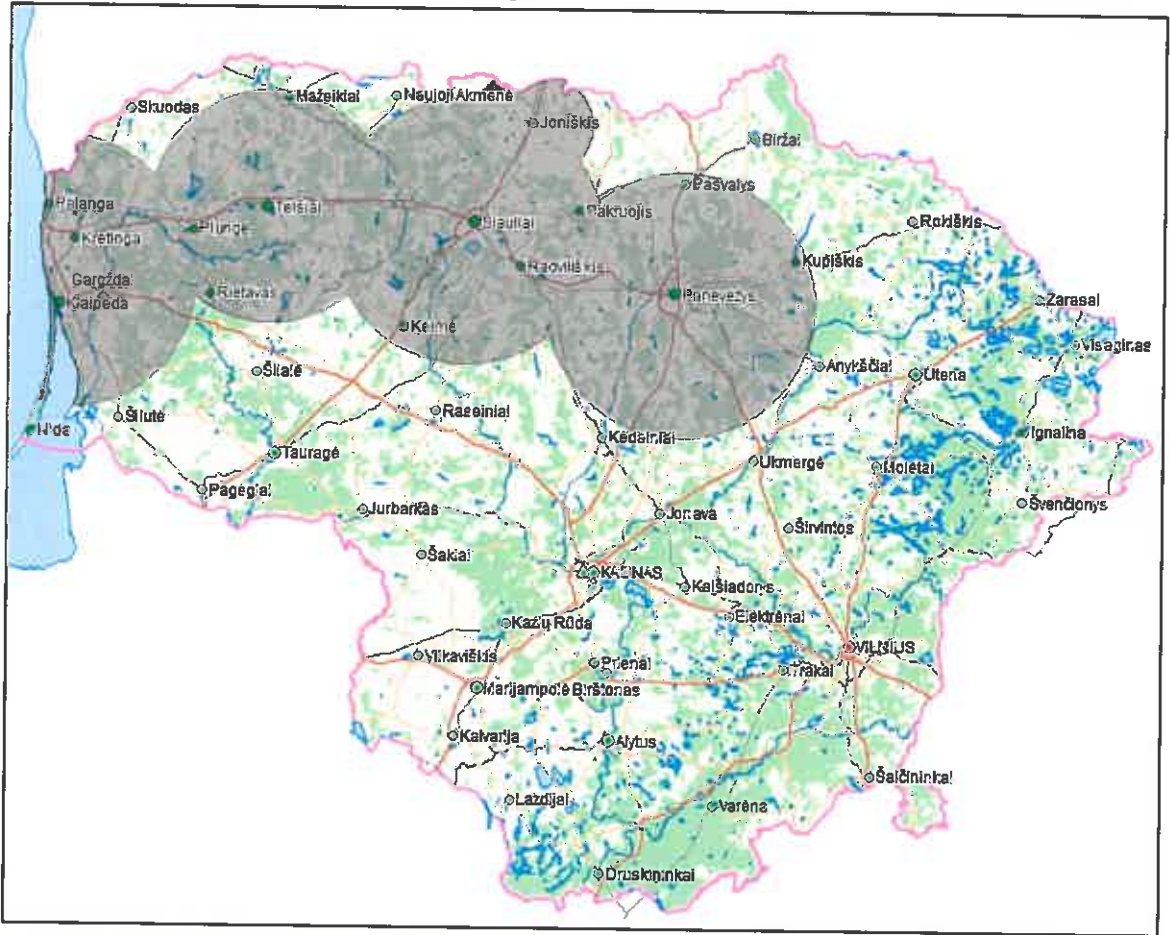 Skuodas
Mažeikiai
Naujoji Akmenė
Joniškis
Biržai
Pasvalys
Palanga
Telšiai
Šiauliai
Pakruojis
Rokiškis
Plungė
Kretinga
Radviliškis
Kupiškis
Gargždai
Klaipėda
Rietavas
Panevėžys
Zarasai
Kelmė
Visaginas
Šilalė
Anykščiai
Utena
Šilutė
Raseiniai
Nida
Kėdainiai
Ignalina
Tauragė
Ukmergė
Molėtai
Pagėgiai
Švenčionys
Jurbarkas
Jonava
Širvintos
Šakiai
KAUNAS
Kaišiadorys
Elektrėnai
Kazlų Rūda
VILNIUS
Vilkaviškis
Prienai
Trakai
Marijampolė Birštonas
Kalvarija
Alytus
Šalčininkai
Lazdijai
Varėna
Druskininkai